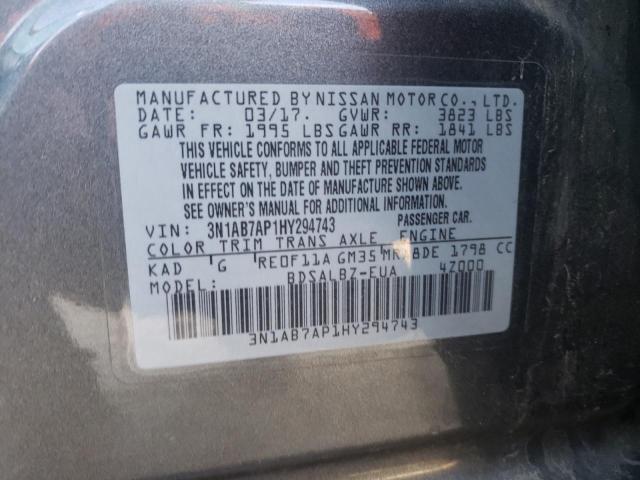 MANUFACTURED BY NISSAN MOTOR CO., LTD.
DATE: 03/17. GVWR: 3823 LBS
GAWR FR: 1995 LBS GAWR RR: 1841 LBS
THIS VEHICLE CONFORMS TO ALL APPLICABLE FEDERAL MOTOR
VEHICLE SAFETY, BUMPER AND THEFT PREVENTION STANDARDS
IN EFFECT ON THE DATE OF MANUFACTURE SHOWN ABOVE.
SEE OWNER'S MANUAL FOR ADDITIONAL INFORMATION.
VIN: 3N1AB7AP1HY294743 PASSENGER CAR.
COLOR TRIM TRANS AXLE ENGINE
KAD G RE0F11A GM35 MR18DE 1798 CC
MODEL: BDSALBZ-EUA 4Z000
3N1AB7AP1HY294743